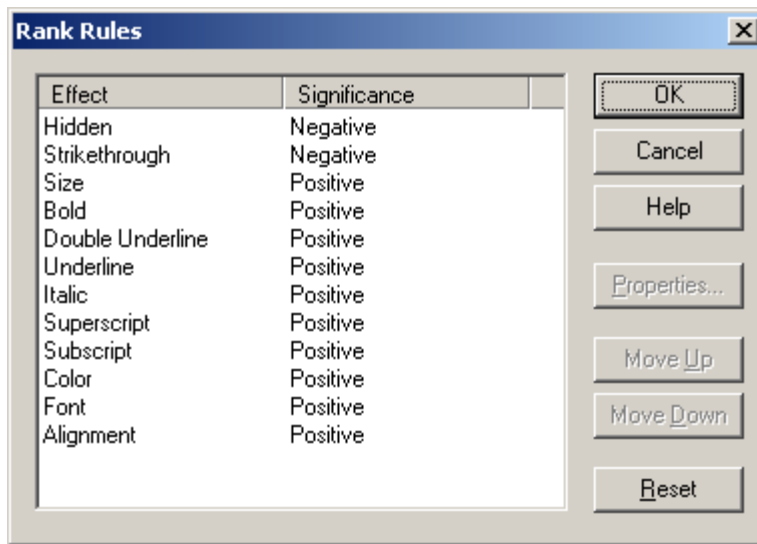 Rank Rules
Effect Significance
Hidden Negative
Strikethrough Negative
Size Positive
Bold Positive
Double Underline Positive
Underline Positive
Italic Positive
Superscript Positive
Subscript Positive
Color Positive
Font Positive
Alignment Positive
OK
Cancel
Help
Properties...
Move Up
Move Down
Reset